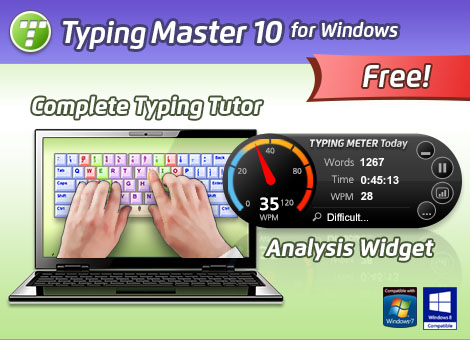 Typing Master 10 for Windows
Free!
Complete Typing Tutor
TYPING METER Today
Words 1267
Time 0:45:13
WPM 28
Difficult...
0 20 40 80 120
35
WPM
Analysis Widget
Compatible with
Windows 7
Windows 8
Compatible